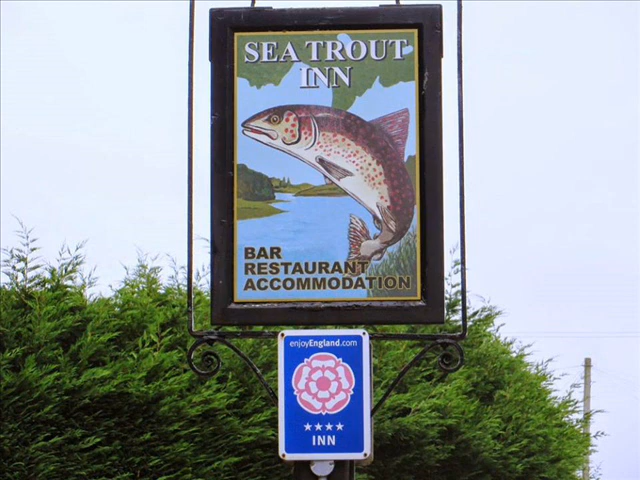 SEA TROUT
INN
BAR
RESTAURANT
ACCOMMODATION
enjoyEngland.com
★★★★
INN